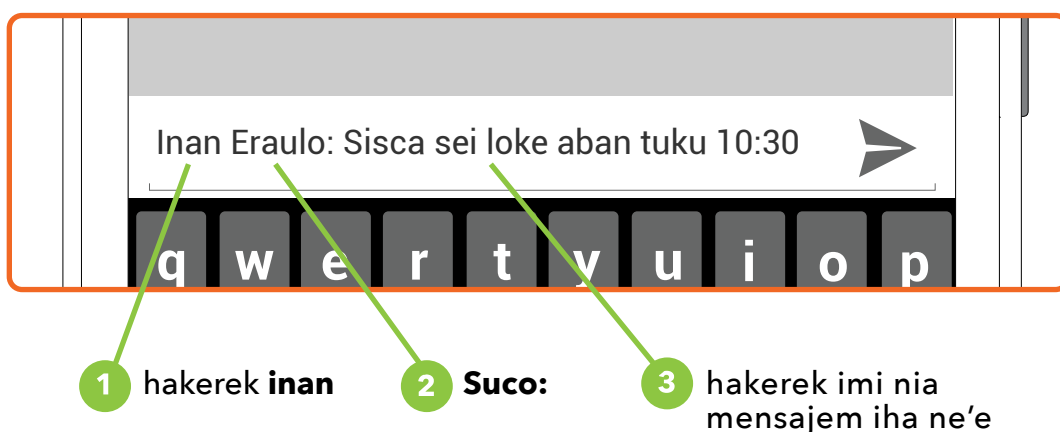 Inan Eraulo: Sisca sei loke aban tuku 10:30
q w e r t y u i o p
1 hakerek inan
2 Suco:
3 hakerek imi nia
mensajem iha ne'e